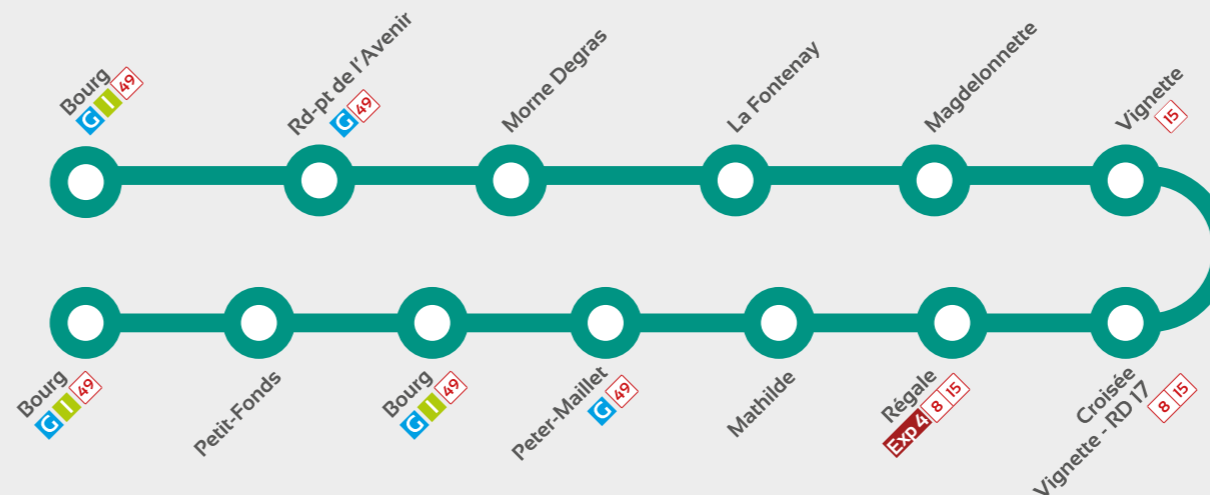 Bourg
G I 49
Rd-pt de l'Avenir
G 49
Morne Degras
La Fontenay
Magdelonnette
Vignette
15
Bourg
G I 49
Petit-Fonds
Bourg
G I 49
Peter-Maillet
G 49
Mathilde
Régale
Exp 4 8 15
Croisée
Vignette - RD 17
8 15